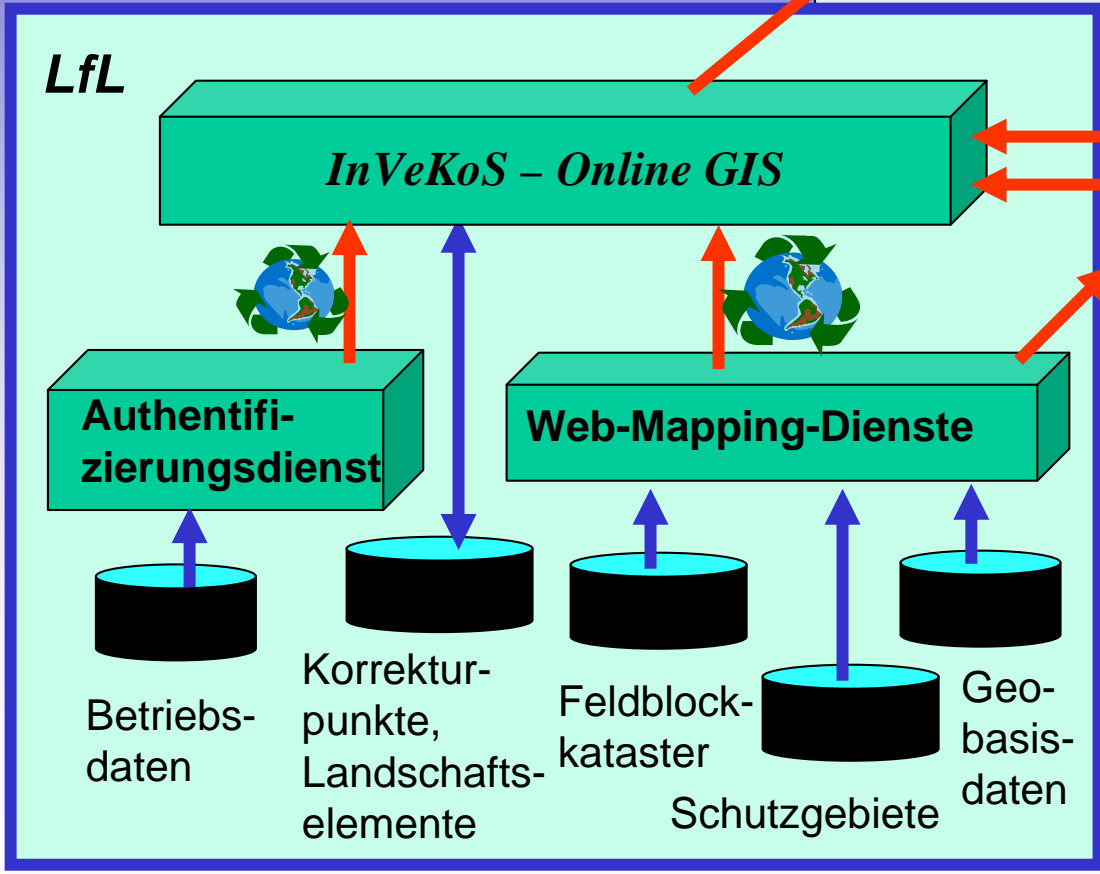 LfL
InVeKoS – Online GIS
Authentifi-
zierungsdienst
Web-Mapping-Dienste
Betriebs-
daten
Korrektur-
punkte,
Landschafts-
elemente
Feldblock-
kataster
Schutzgebiete
Geo-
basis-
daten